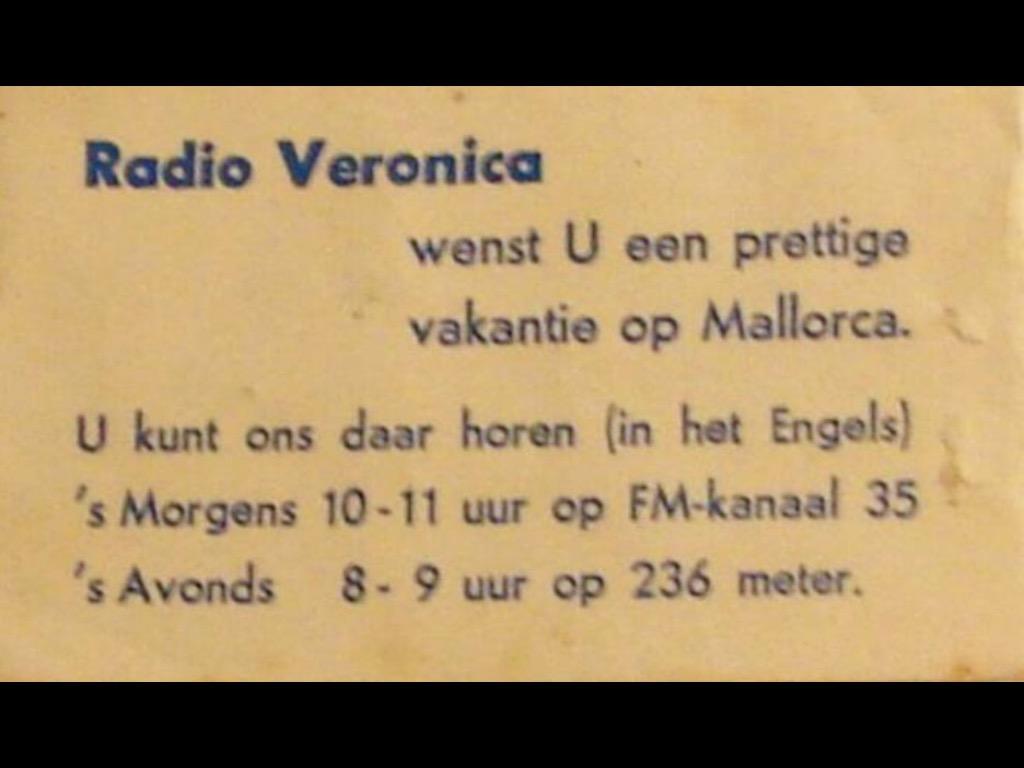 Radio Veronica
wenst U een prettige
vakantie op Mallorca.
U kunt ons daar horen (in het Engels)
's Morgens 10-11 uur op FM-kanaal 35
's Avonds 8-9 uur op 236 meter.